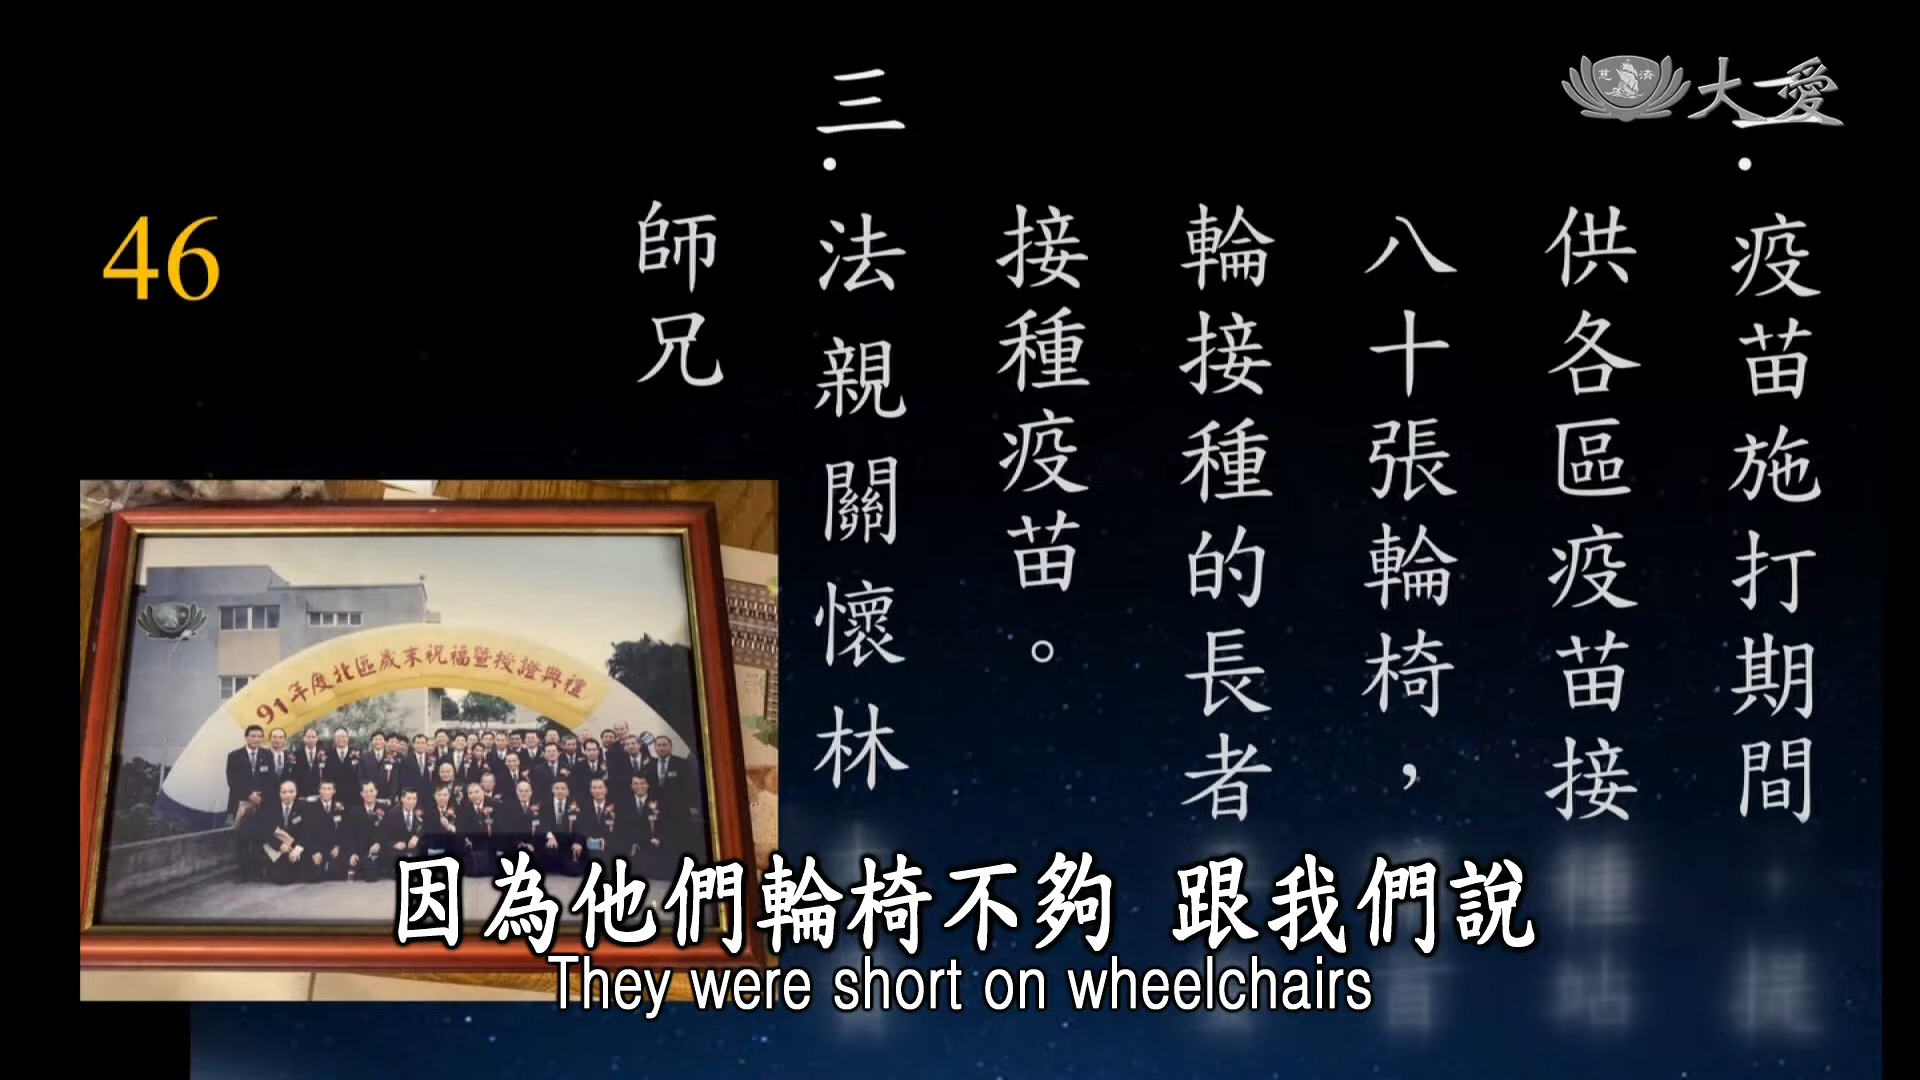 大愛
慈濟
疫苗施打期間
供各區疫苗接
八十張輪椅，
輪接種的長者
接種疫苗。
三．法親關懷林
師兄
46
91年度北區歲末祝福暨授證典禮
因為他們輪椅不夠 跟我們說
They were short on wheelchairs